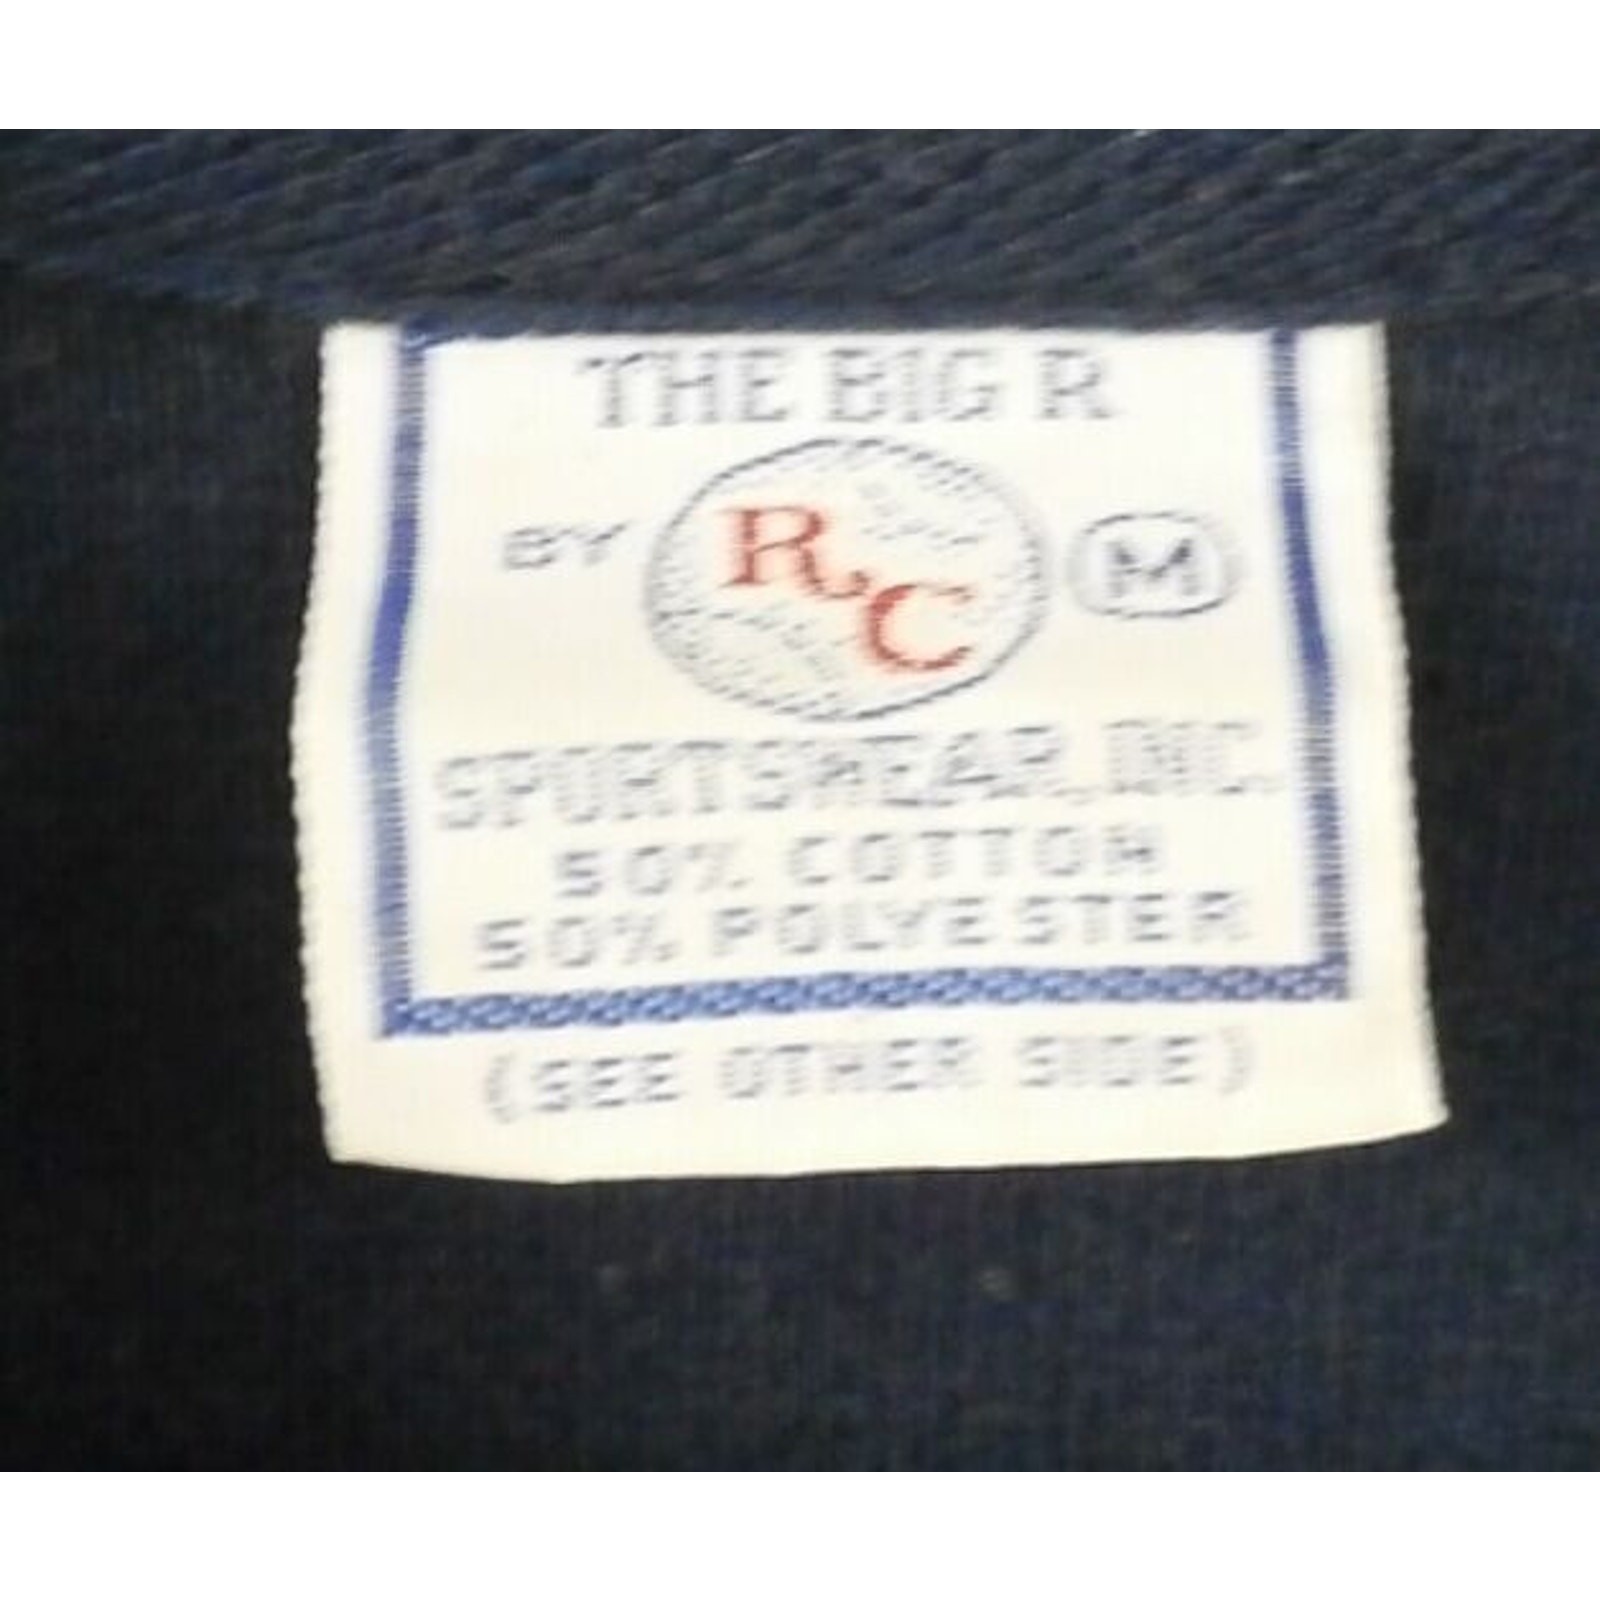 THE BIG R
BY RC M
SPORTSWEAR, INC.
50% COTTON
50% POLYESTER
(SEE OTHER SIDE)